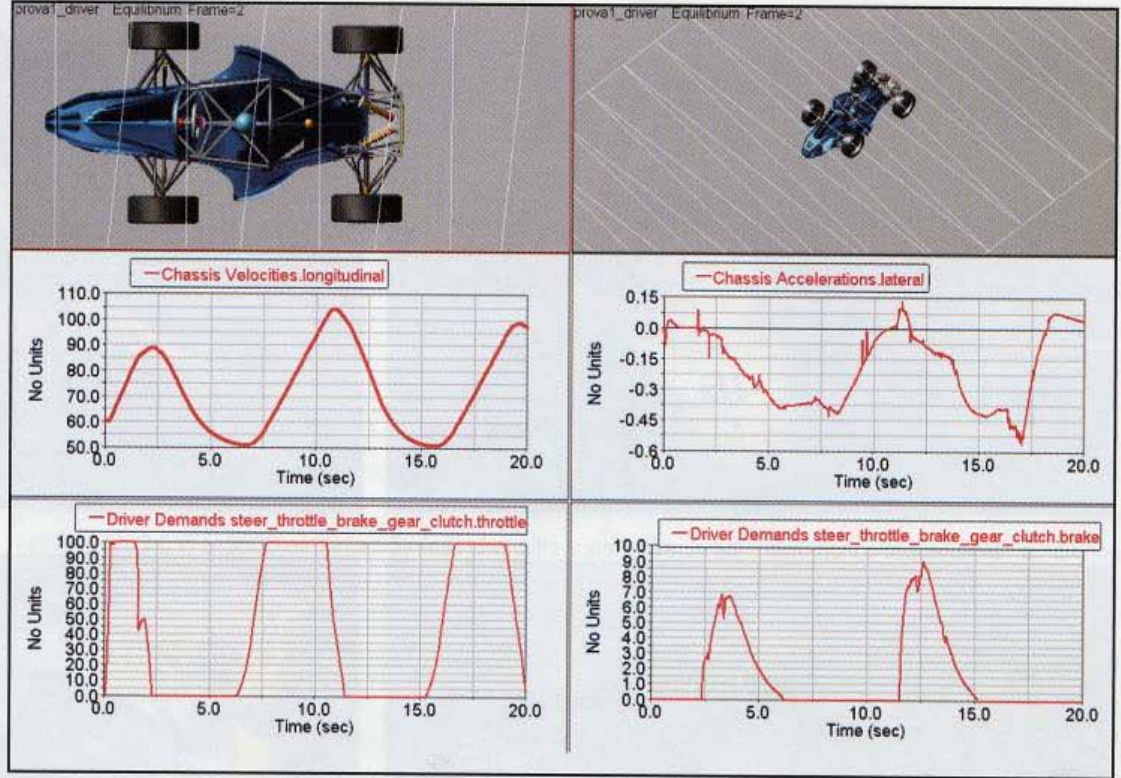 prova1_driver Equilibrium Frame=2
prova1_driver Equilibrium Frame=2
Chassis Velocities.longitudinal
110.0
100.0
90.0
80.0
70.0
60.0
50.0
No Units
0.0 5.0 10.0 15.0 20.0
Time (sec)
Chassis Accelerations.lateral
0.15
0.0
-0.15
-0.3
-0.45
-0.6
No Units
0.0 5.0 10.0 15.0 20.0
Time (sec)
Driver Demands steer_throttle_brake_gear_clutch.throttle
100.0
90.0
80.0
70.0
60.0
50.0
40.0
30.0
20.0
10.0
0.0
No Units
0.0 5.0 10.0 15.0 20.0
Time (sec)
Driver Demands steer_throttle_brake_gear_clutch.brake
10.0
9.0
8.0
7.0
6.0
5.0
4.0
3.0
2.0
1.0
0.0
No Units
0.0 5.0 10.0 15.0 20.0
Time (sec)